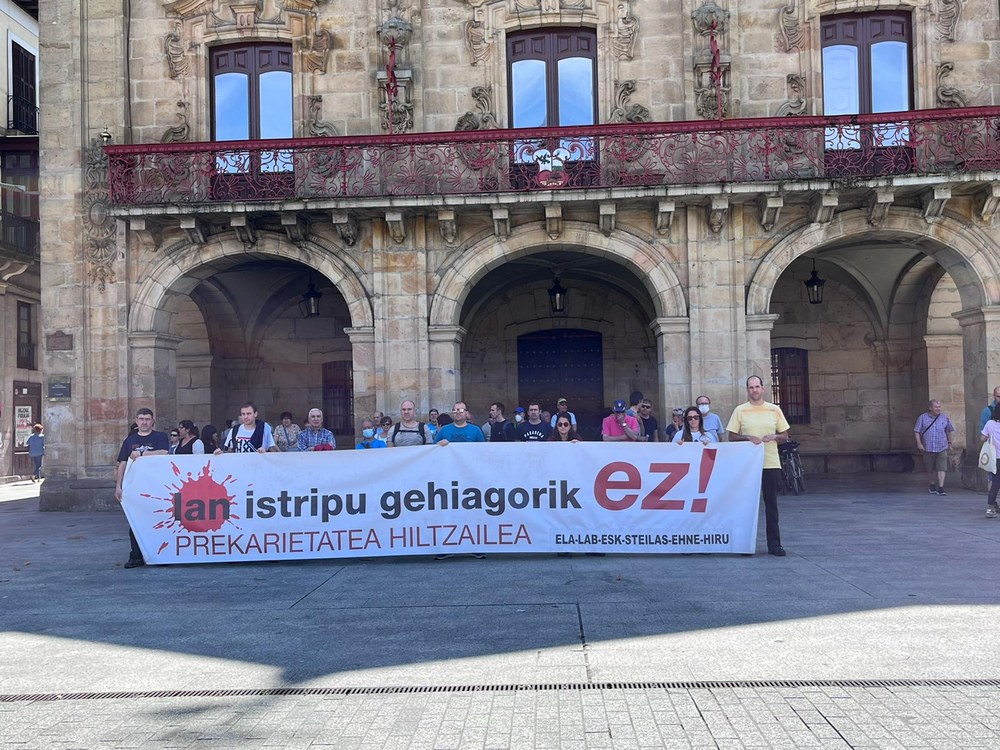 lan istripu gehiagorik ez!
PREKARIETATEA HILTZAILEA
ELA-LAB-ESK-STEILAS-EHNE-HIRU